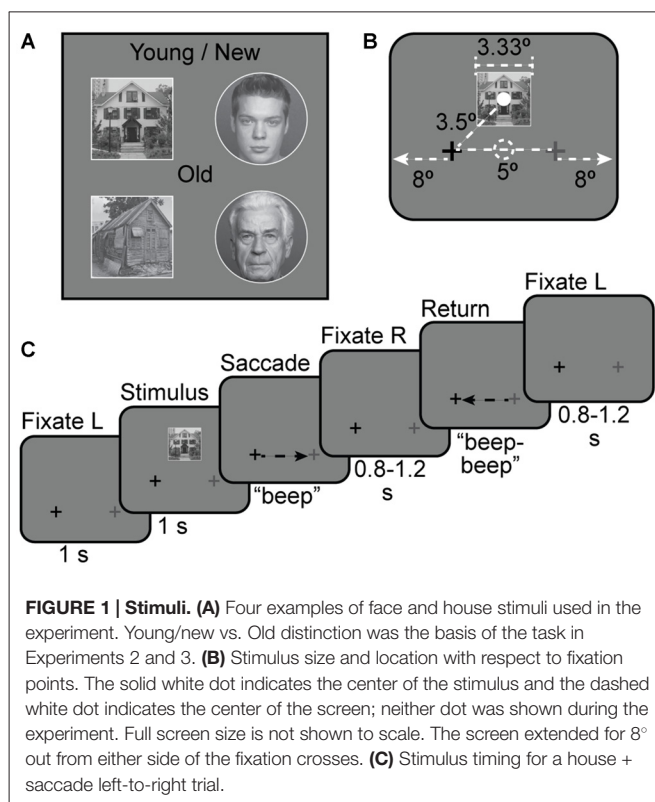 A
Young / New
Old
B
3.33º
3.5º
8º
5º
8º
C
Fixate L
1 s
Stimulus
1 s
Saccade
"beep"
Fixate R
0.8-1.2
s
Return
"beep-
beep"
Fixate L
0.8-1.2
s
FIGURE 1 | Stimuli. (A) Four examples of face and house stimuli used in the
experiment. Young/new vs. Old distinction was the basis of the task in
Experiments 2 and 3. (B) Stimulus size and location with respect to fixation
points. The solid white dot indicates the center of the stimulus and the dashed
white dot indicates the center of the screen; neither dot was shown during the
experiment. Full screen size is not shown to scale. The screen extended for 8°
out from either side of the fixation crosses. (C) Stimulus timing for a house +
saccade left-to-right trial.